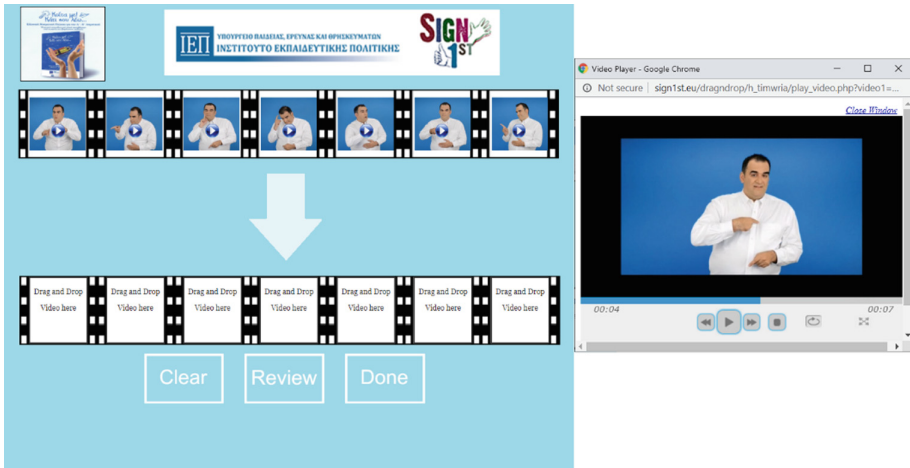 ΙΕΠ
ΥΠΟΥΡΓΕΙΟ ΠΑΙΔΕΙΑΣ, ΕΡΕΥΝΑΣ ΚΑΙ ΘΡΗΣΚΕΥΜΑΤΩΝ
ΙΝΣΤΙΤΟΥΤΟ ΕΚΠΑΙΔΕΥΤΙΚΗΣ ΠΟΛΙΤΙΚΗΣ
SIGN
1ST
Drag and Drop Drag and Drop Drag and Drop Drag and Drop Drag and Drop Drag and Drop Drag and Drop
Video here Video here Video here Video here Video here Video here Video here
Clear Review Done
Video Player - Google Chrome
Not secure | sign1st.eu/dragndrop/h_timwria/play_video.php?video1=...
Close Window
00:04 00:07